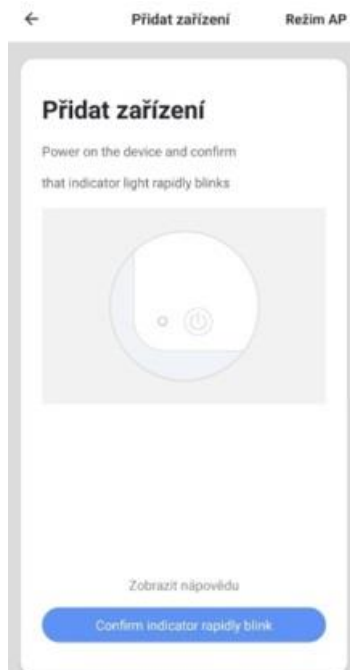 ← Přidat zařízení Režim AP
Přidat zařízení
Power on the device and confirm
that indicator light rapidly blinks
Zobrazit nápovědu
Confirm indicator rapidly blink